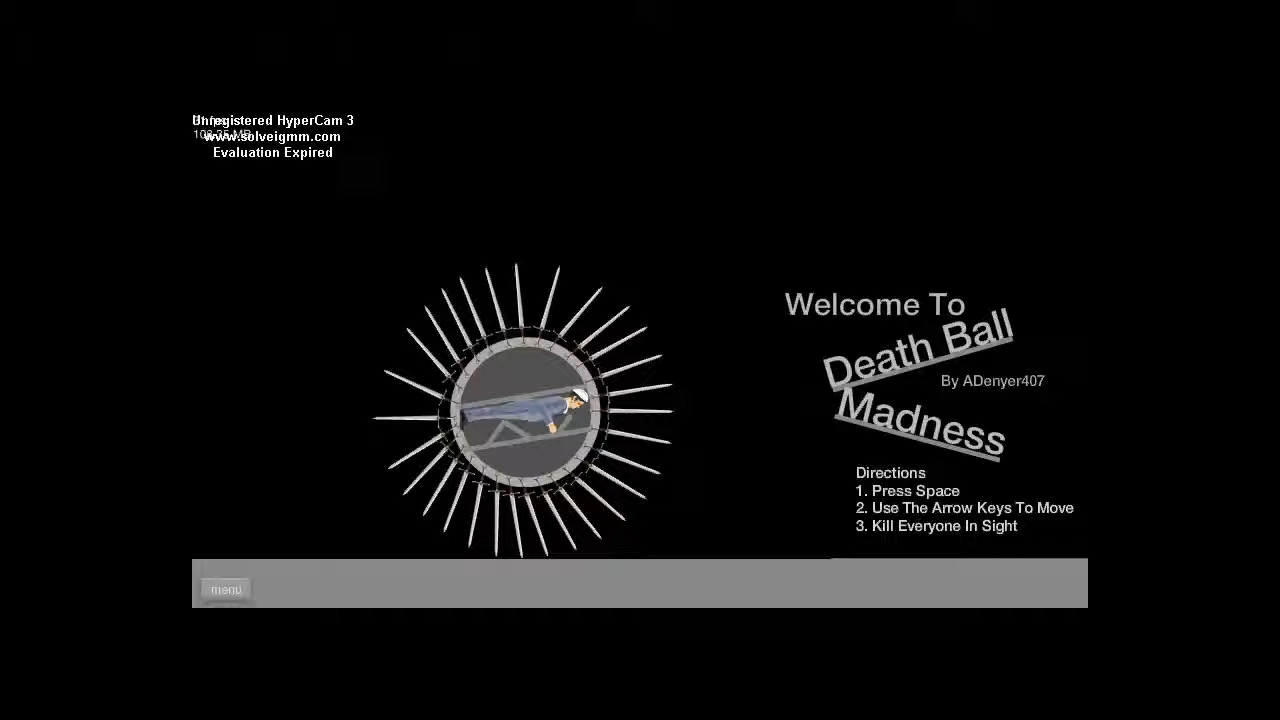 Unregistered HyperCam 3
www.solveigmm.com
Evaluation Expired
Welcome To
Death Ball
By ADenyer407
Madness
Directions
1. Press Space
2. Use The Arrow Keys To Move
3. Kill Everyone In Sight
menu